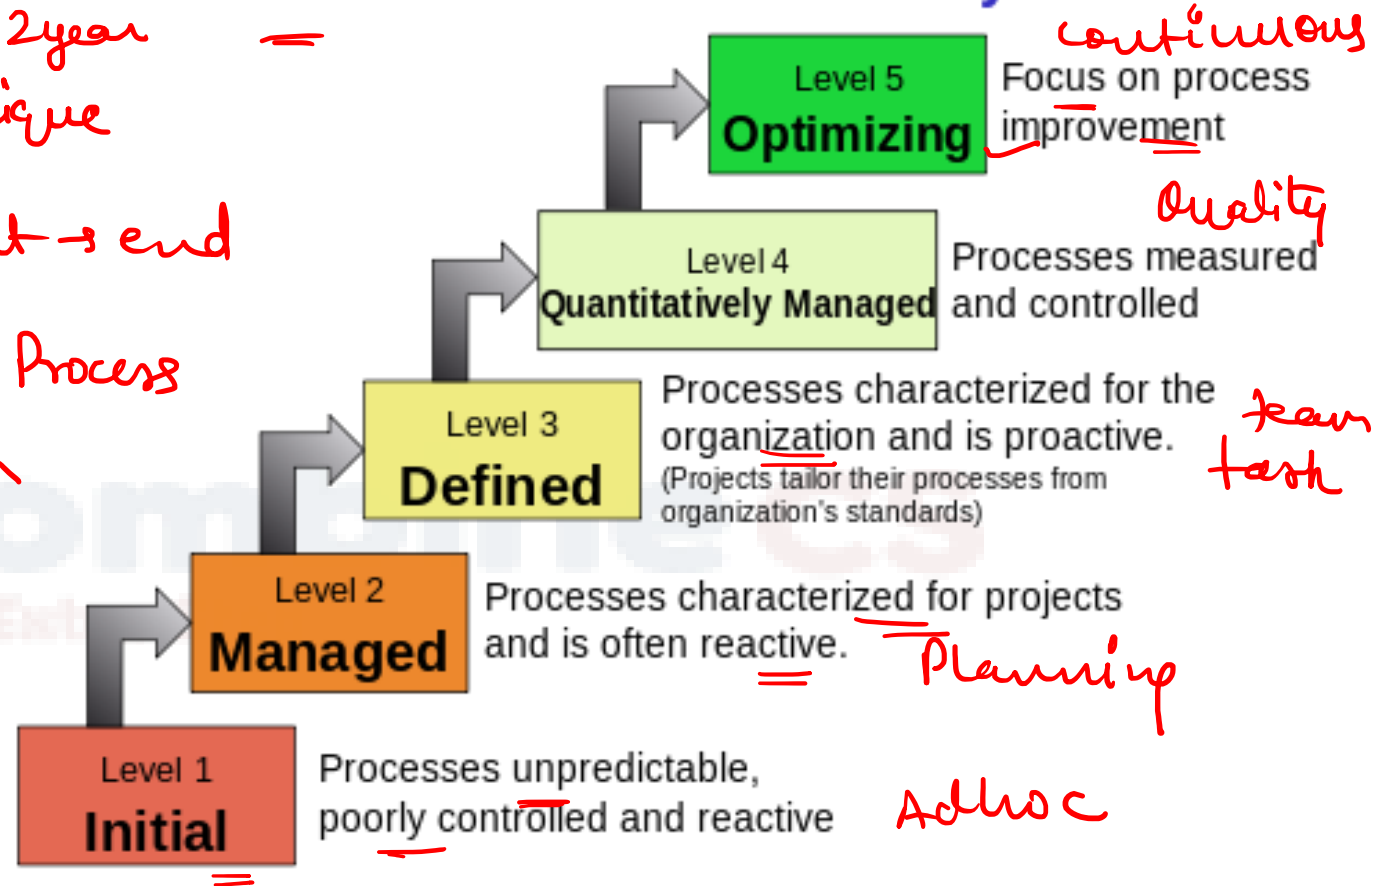 2year
continuous
Level 5
Optimizing
Focus on process
improvement
Quality
end
Level 4
Quantitatively Managed
Processes measured
and controlled
Process
Level 3
Defined
Processes characterized for the
organization and is proactive.
(Projects tailor their processes from
organization's standards)
team
task
Level 2
Managed
Processes characterized for projects
and is often reactive.
Planning
Level 1
Initial
Processes unpredictable,
poorly controlled and reactive
Adhoc